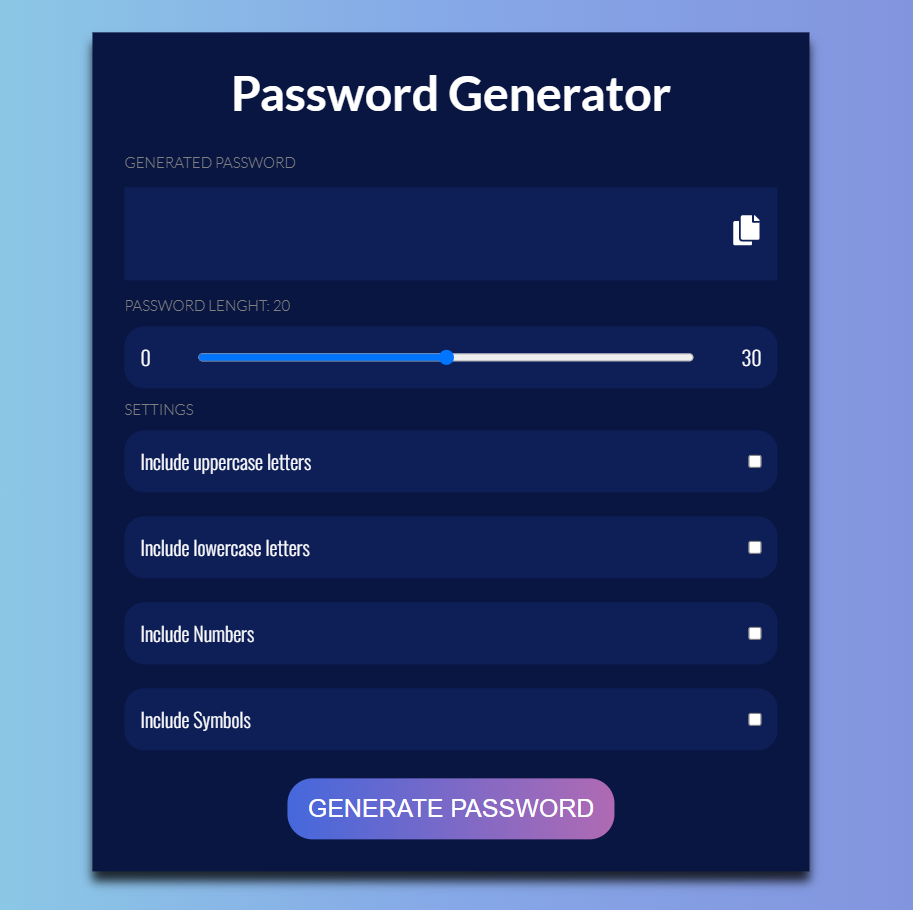 Password Generator
GENERATED PASSWORD
PASSWORD LENGHT: 20
0 30
SETTINGS
Include uppercase letters
Include lowercase letters
Include Numbers
Include Symbols
GENERATE PASSWORD